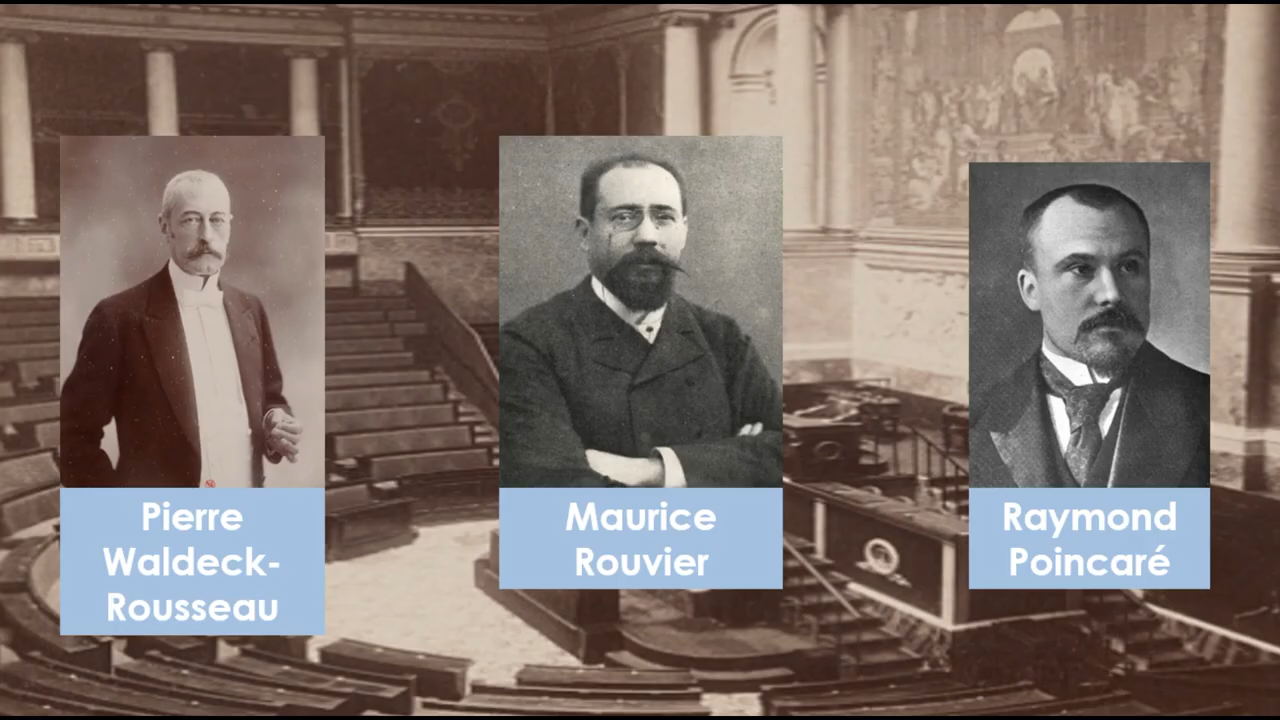 Pierre
Waldeck-
Rousseau
Maurice
Rouvier
Raymond
Poincaré